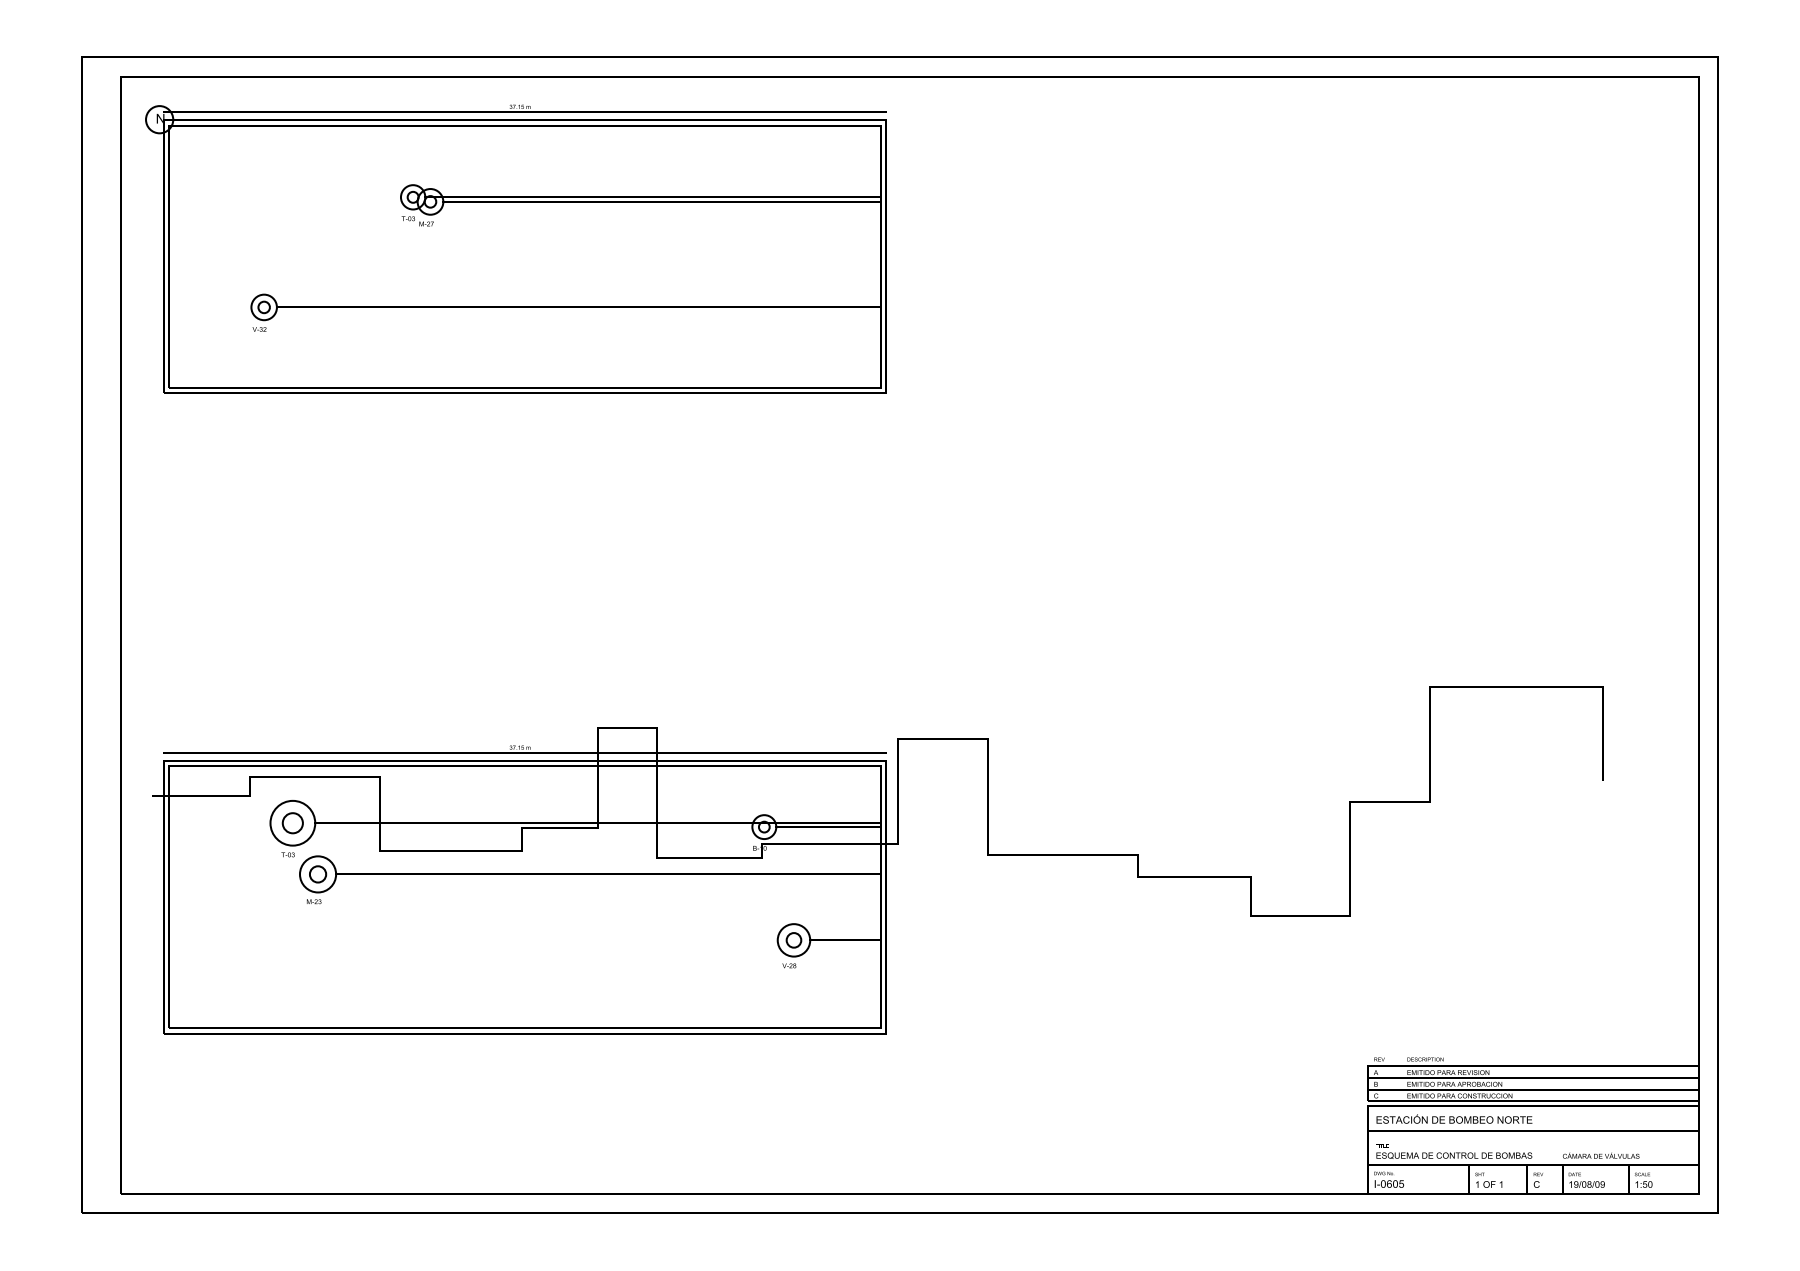 N
37.15 m
T-03
M-27
V-32
37.15 m
T-03
B-10
M-23
V-28
REV DESCRIPTION
A EMITIDO PARA REVISION
B EMITIDO PARA APROBACION
C EMITIDO PARA CONSTRUCCION
ESTACIÓN DE BOMBEO NORTE
TITLE
ESQUEMA DE CONTROL DE BOMBAS CÁMARA DE VÁLVULAS
DWG No. SHT REV DATE SCALE
I-0605 1 OF 1 C 19/08/09 1:50